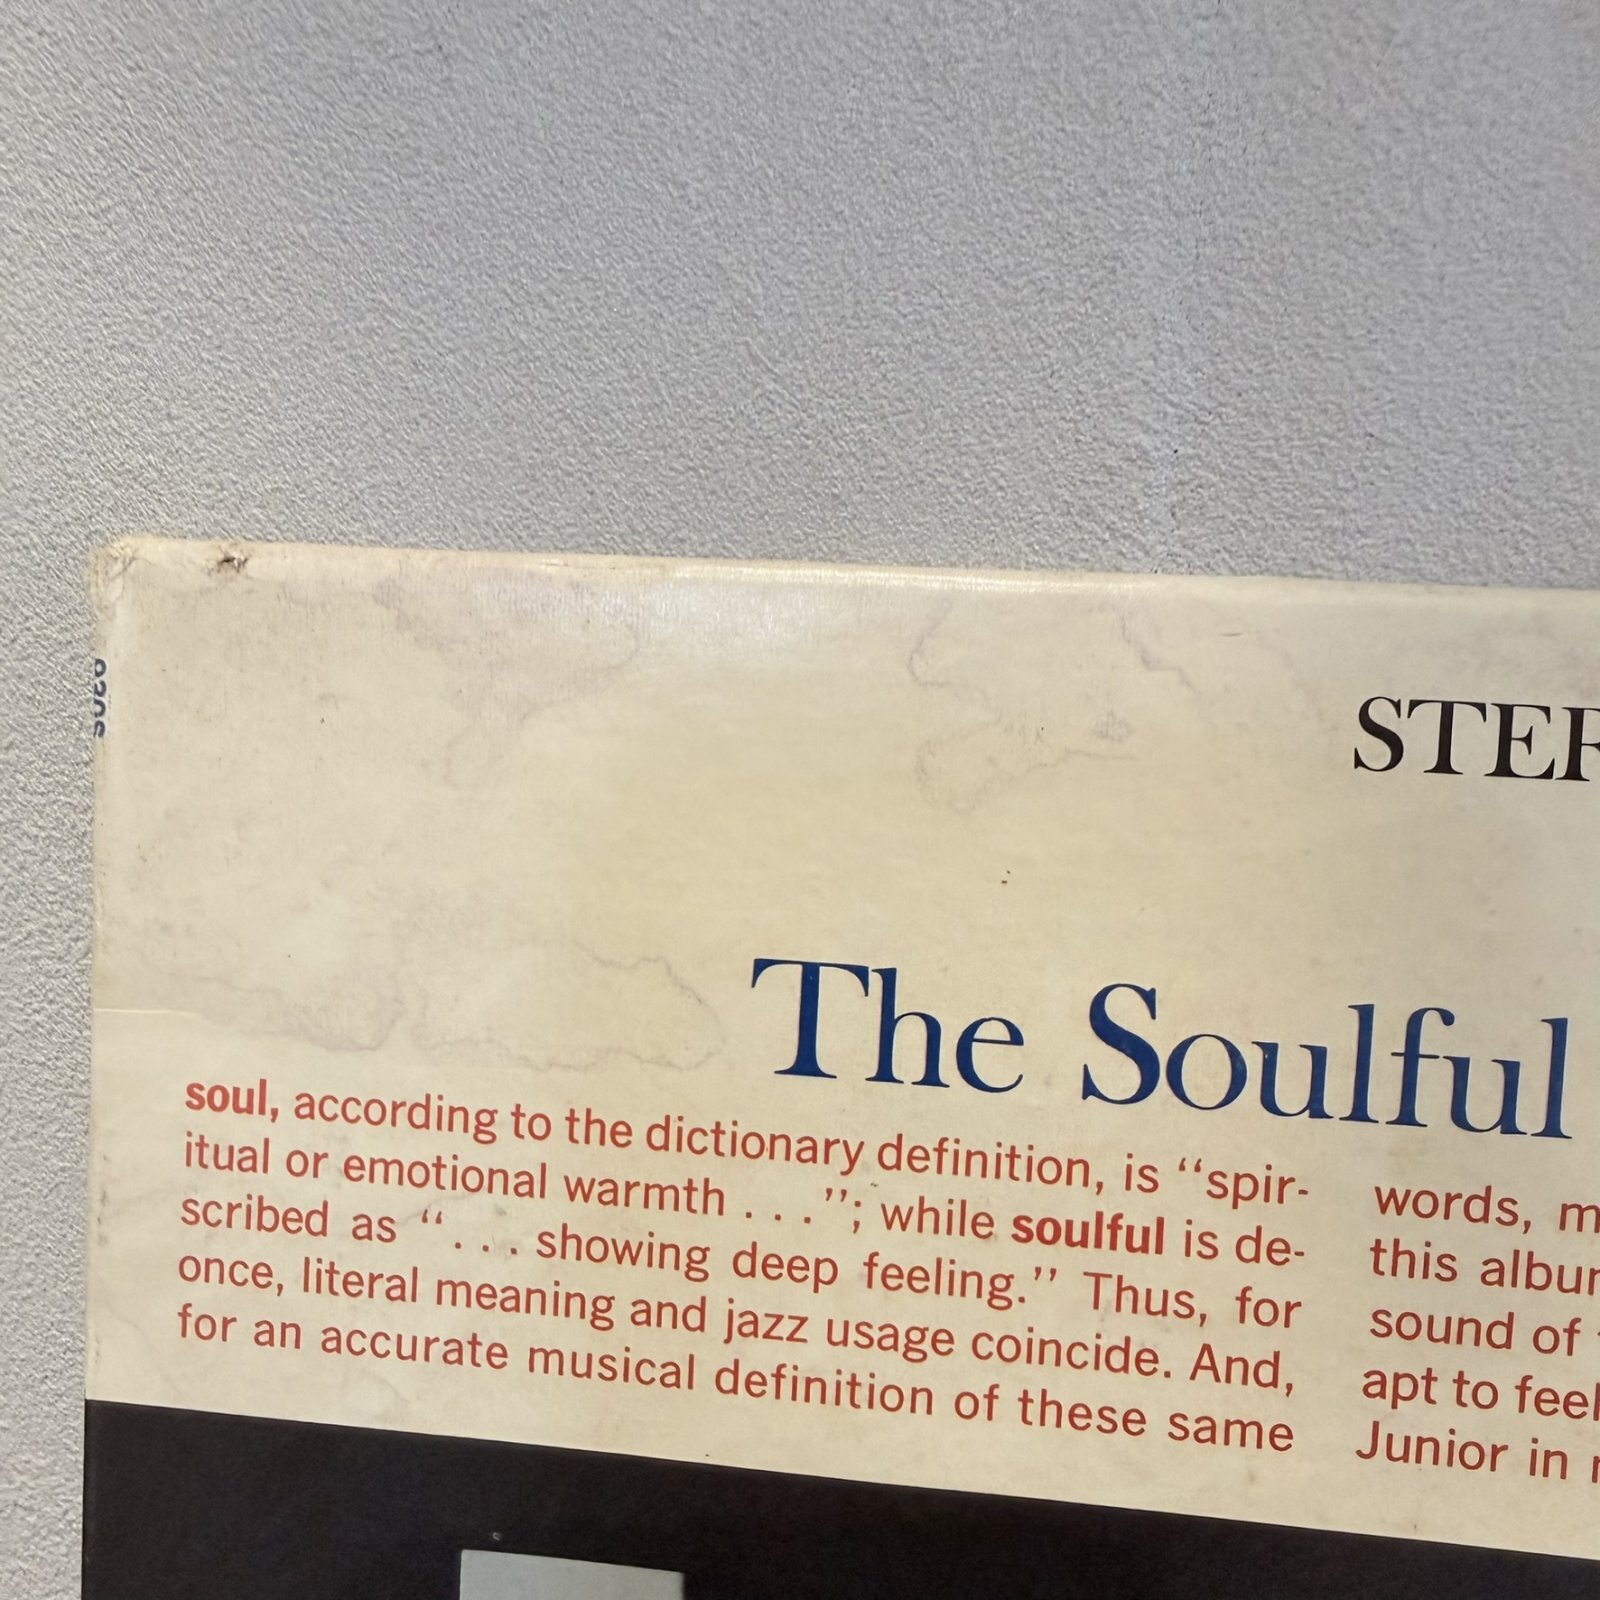 STER
The Soulful
soul, according to the dictionary definition, is “spir-
itual or emotional warmth . . .”; while soulful is de-
scribed as “. . . showing deep feeling.” Thus, for
once, literal meaning and jazz usage coincide. And,
for an accurate musical definition of these same
words,
this album
sound of
apt to feel
Junior in